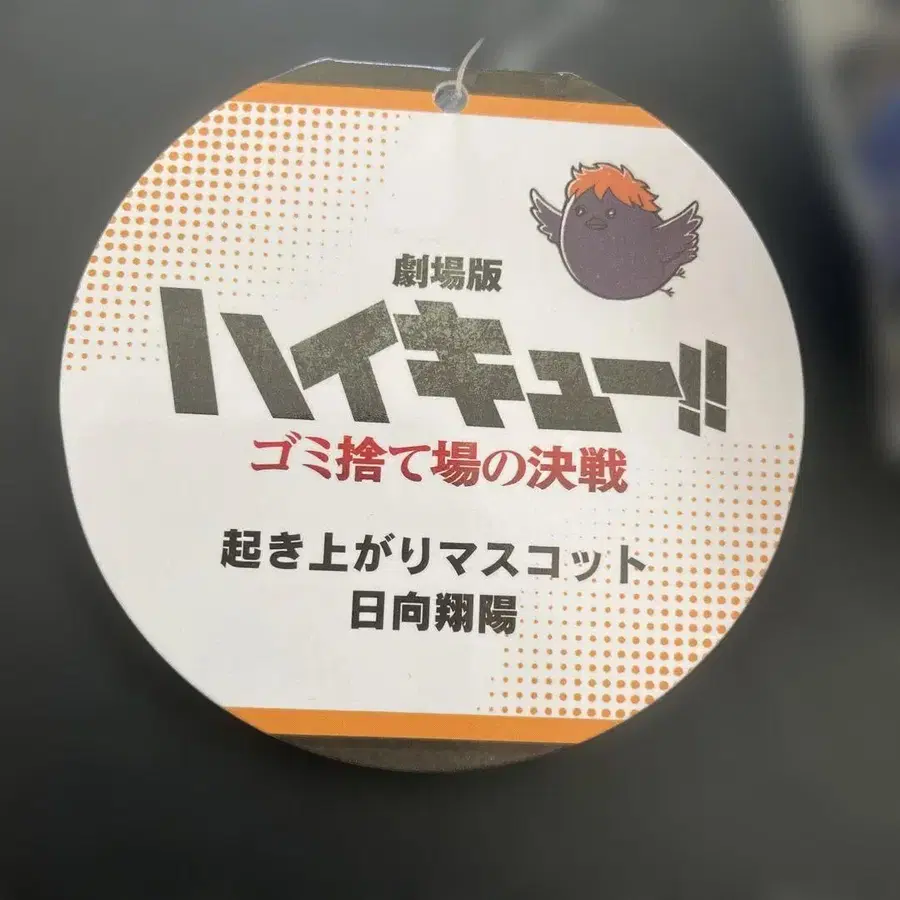 劇場版
ハイキュー!!
ゴミ捨て場の決戦
起き上がりマスコット
日向翔陽